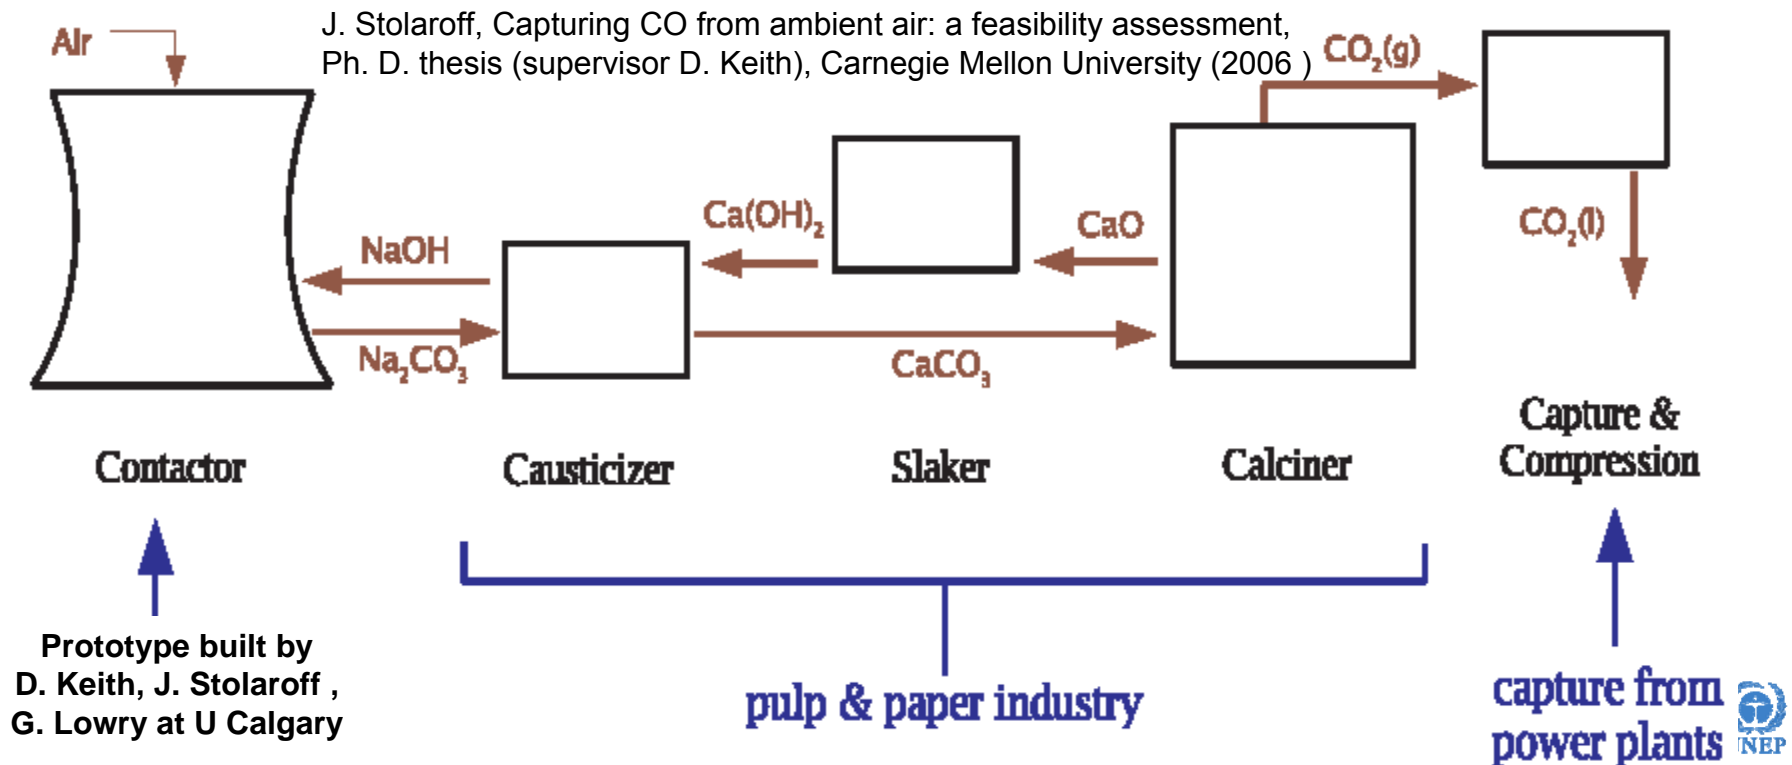 J. Stolaroff, Capturing CO from ambient air: a feasibility assessment,
Ph. D. thesis (supervisor D. Keith), Carnegie Mellon University (2006 )
Air
CO₂(g)
Ca(OH)₂
CaO
CO₂(l)
NaOH
Na₂CO₃
CaCO₃
Contactor
Causticizer
Slaker
Calciner
Capture &
Compression
Prototype built by
D. Keith, J. Stolaroff ,
G. Lowry at U Calgary
pulp & paper industry
capture from
power plants
UNEP